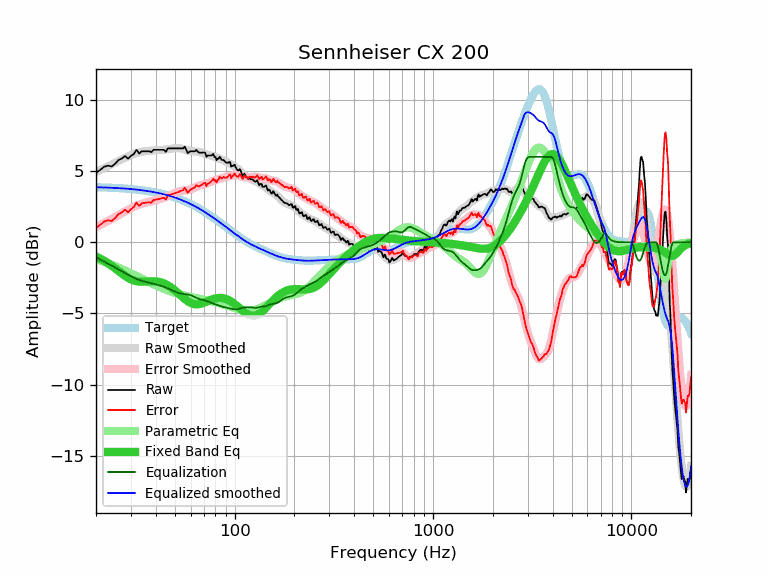 Sennheiser CX 200
Amplitude (dBr)
10
5
0
−5
−10
−15
Target
Raw Smoothed
Error Smoothed
Raw
Error
Parametric Eq
Fixed Band Eq
Equalization
Equalized smoothed
100
1000
10000
Frequency (Hz)